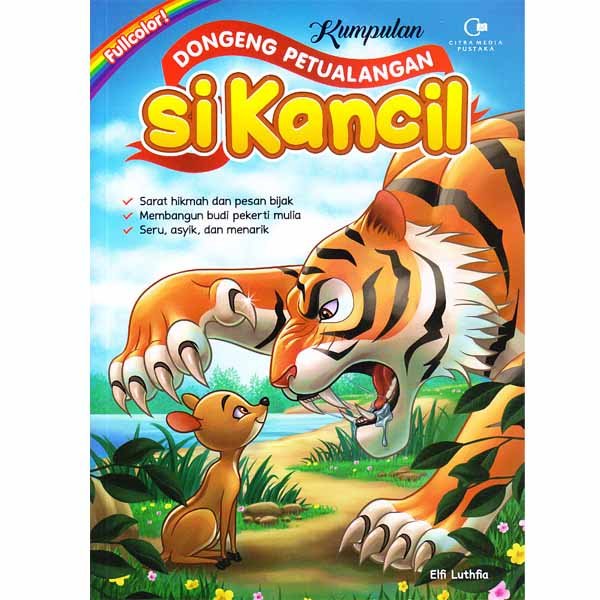 Fullcolor!
Kumpulan
DONGENG PETUALANGAN
si Kancil
CITRA MEDIA
PUSTAKA
Sarat hikmah dan pesan bijak
Membangun budi pekerti mulia
Seru, asyik, dan menarik
Elfi Luthfia